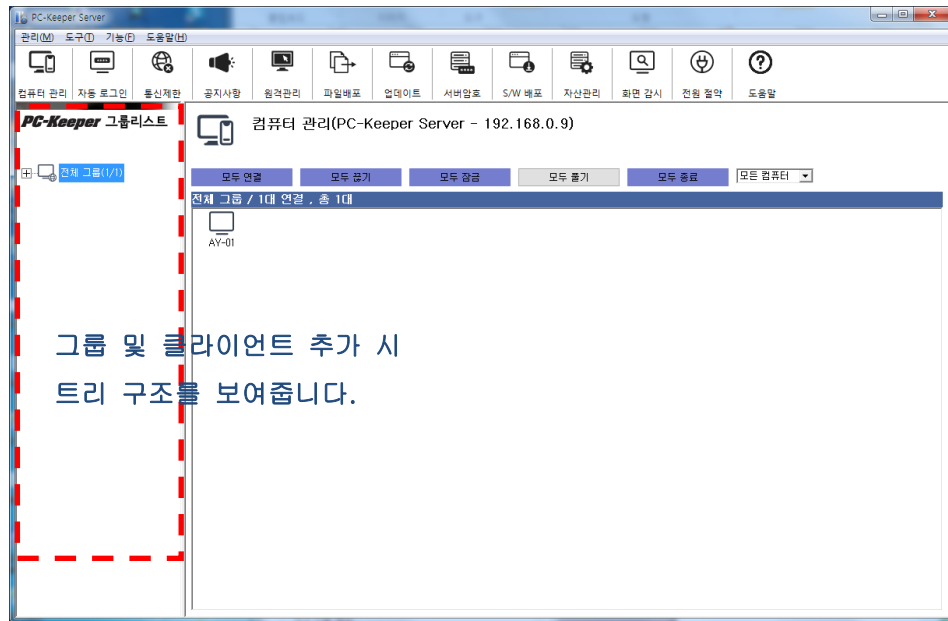 PC-Keeper Server
관리(M) 도구(T) 기능(F) 도움말(H)
컴퓨터 관리 자동 로그인 통신제한 공지사항 원격관리 파일배포 업데이트 서버암호 S/W 배포 자산관리 화면 감시 전원 절약 도움말
PC-Keeper 그룹리스트
컴퓨터 관리(PC-Keeper Server - 192.168.0.9)
전체 그룹(1/1)
모두 연결 모두 끊기 모두 잠금 모두 풀기 모두 종료 모든 컴퓨터
전체 그룹 / 1대 연결 , 총 1대
AY-01
그룹 및 클라이언트 추가 시
트리 구조를 보여줍니다.